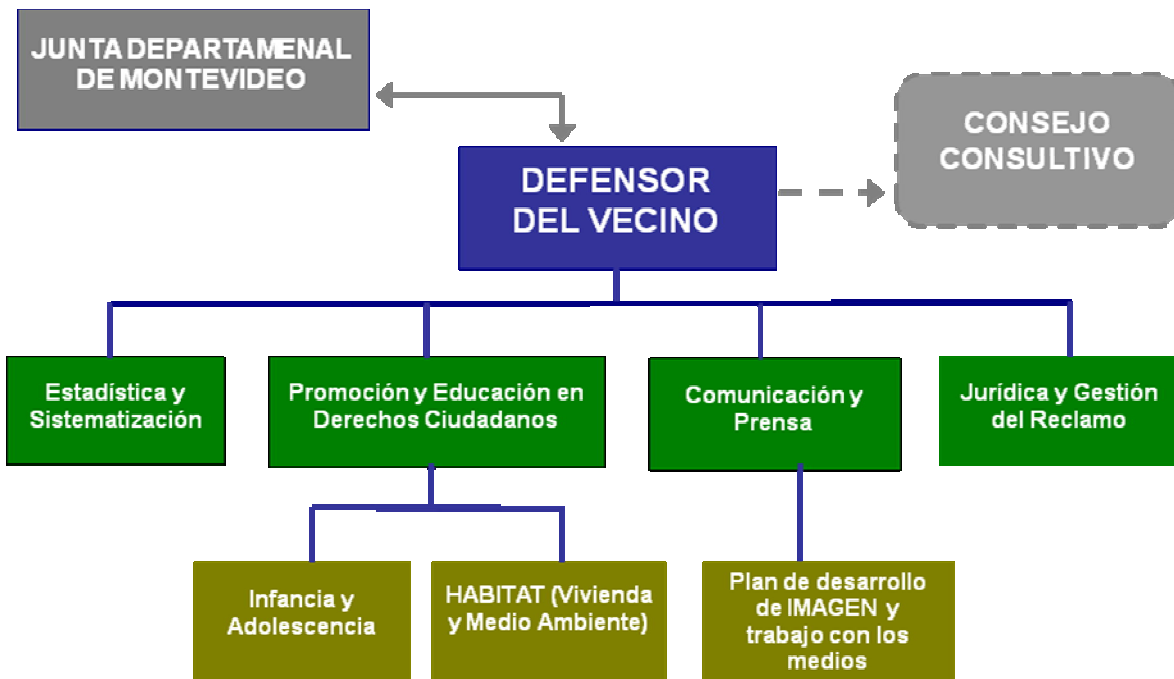 JUNTA DEPARTAMENAL
DE MONTEVIDEO
CONSEJO
CONSULTIVO
DEFENSOR
DEL VECINO
Estadística y
Sistematización
Promoción y Educación en
Derechos Ciudadanos
Comunicación y
Prensa
Jurídica y Gestión
del Reclamo
Infancia y
Adolescencia
HABITAT (Vivienda
y Medio Ambiente)
Plan de desarrollo
de IMAGEN y
trabajo con los
medios